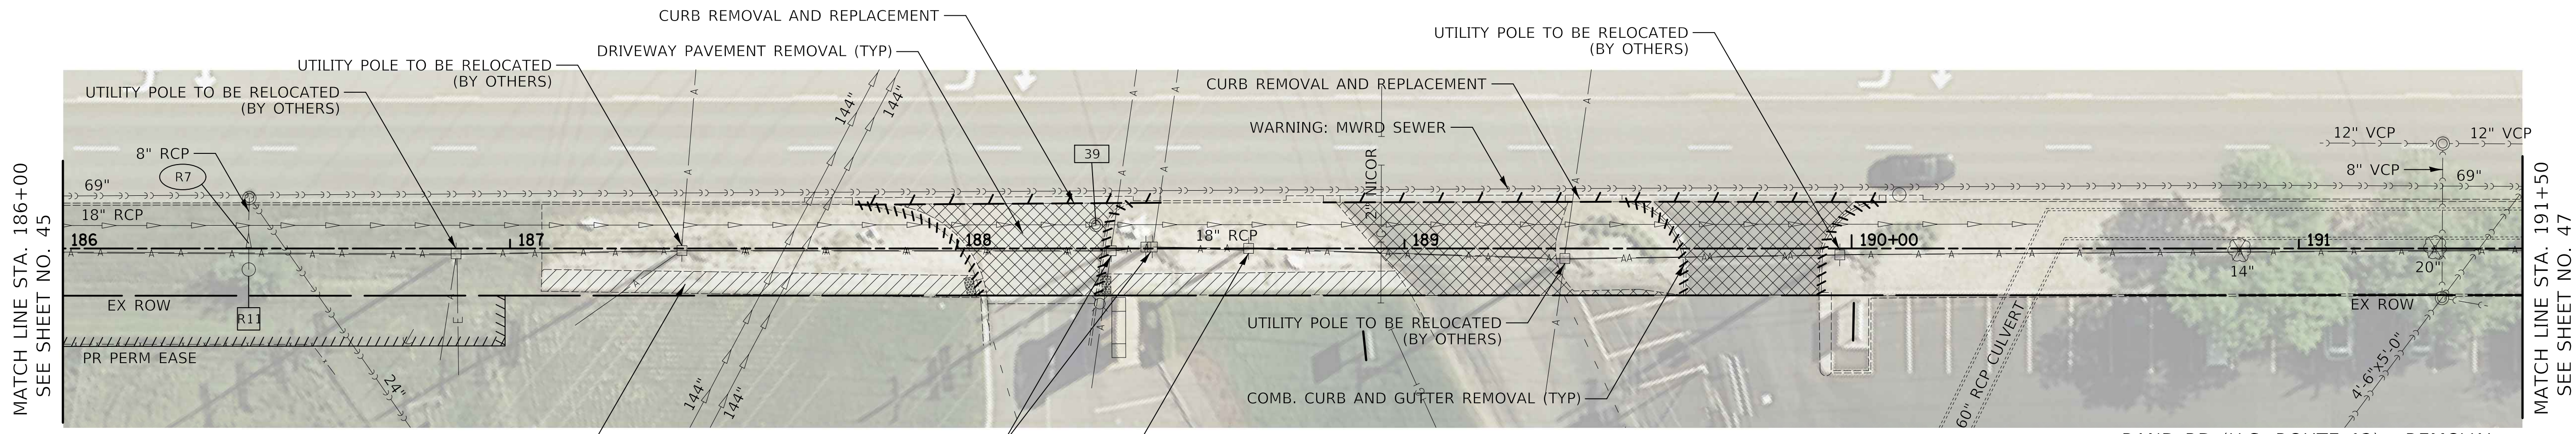 CURB REMOVAL AND REPLACEMENT
DRIVEWAY PAVEMENT REMOVAL (TYP)
UTILITY POLE TO BE RELOCATED
(BY OTHERS)
UTILITY POLE TO BE RELOCATED
(BY OTHERS)
UTILITY POLE TO BE RELOCATED
(BY OTHERS)
CURB REMOVAL AND REPLACEMENT
WARNING: MWRD SEWER
MATCH LINE STA. 186+00
SEE SHEET NO. 45
8" RCP
R7
69"
18" RCP
186
187
188
189
190+00
191
144"
144"
39
2" NICOR
18" RCP
12" VCP
12" VCP
8" VCP
69"
14"
20"
EX ROW
R11
PR PERM EASE
24"
E
144"
144"
UTILITY POLE TO BE RELOCATED
(BY OTHERS)
COMB. CURB AND GUTTER REMOVAL (TYP)
60" RCP CULVERT
EX ROW
4'-6"x5'-0"
MATCH LINE STA. 191+50
SEE SHEET NO. 47